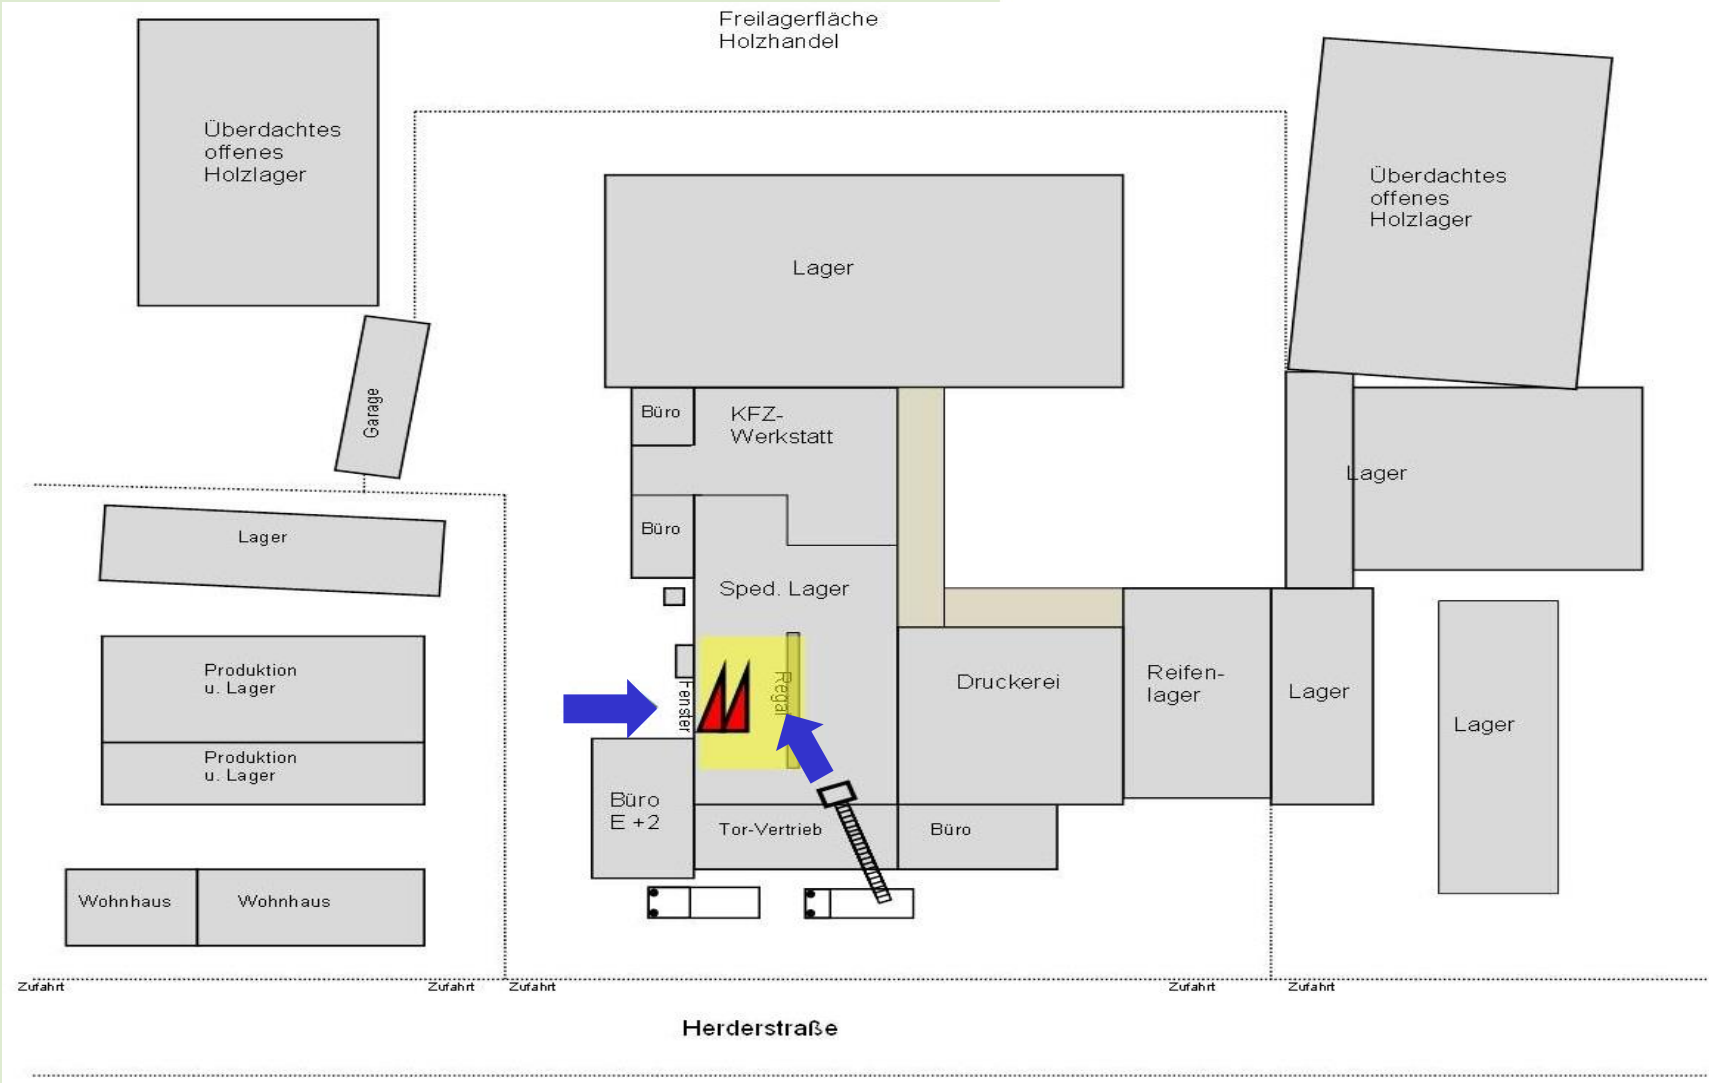 Freilagerfläche
Holzhandel
Überdachtes
offenes
Holzlager
Überdachtes
offenes
Holzlager
Lager
Garage
Büro
KFZ-
Werkstatt
Lager
Büro
Lager
Sped. Lager
Produktion
u. Lager
Fenster
Regal
Druckerei
Reifen-
lager
Lager
Lager
Produktion
u. Lager
Büro
E +2
Tor-Vertrieb
Büro
Wohnhaus
Wohnhaus
Zufahrt
Zufahrt
Zufahrt
Zufahrt
Zufahrt
Herderstraße